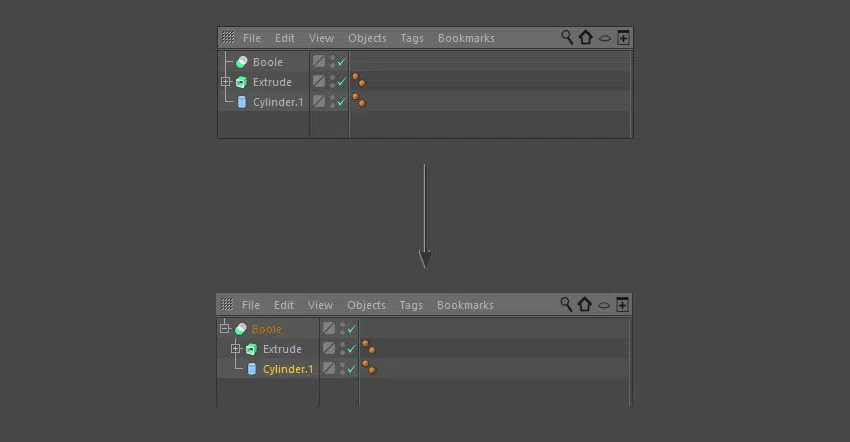 File Edit View Objects Tags Bookmarks
Boole
Extrude
Cylinder.1
File Edit View Objects Tags Bookmarks
Boole
Extrude
Cylinder.1